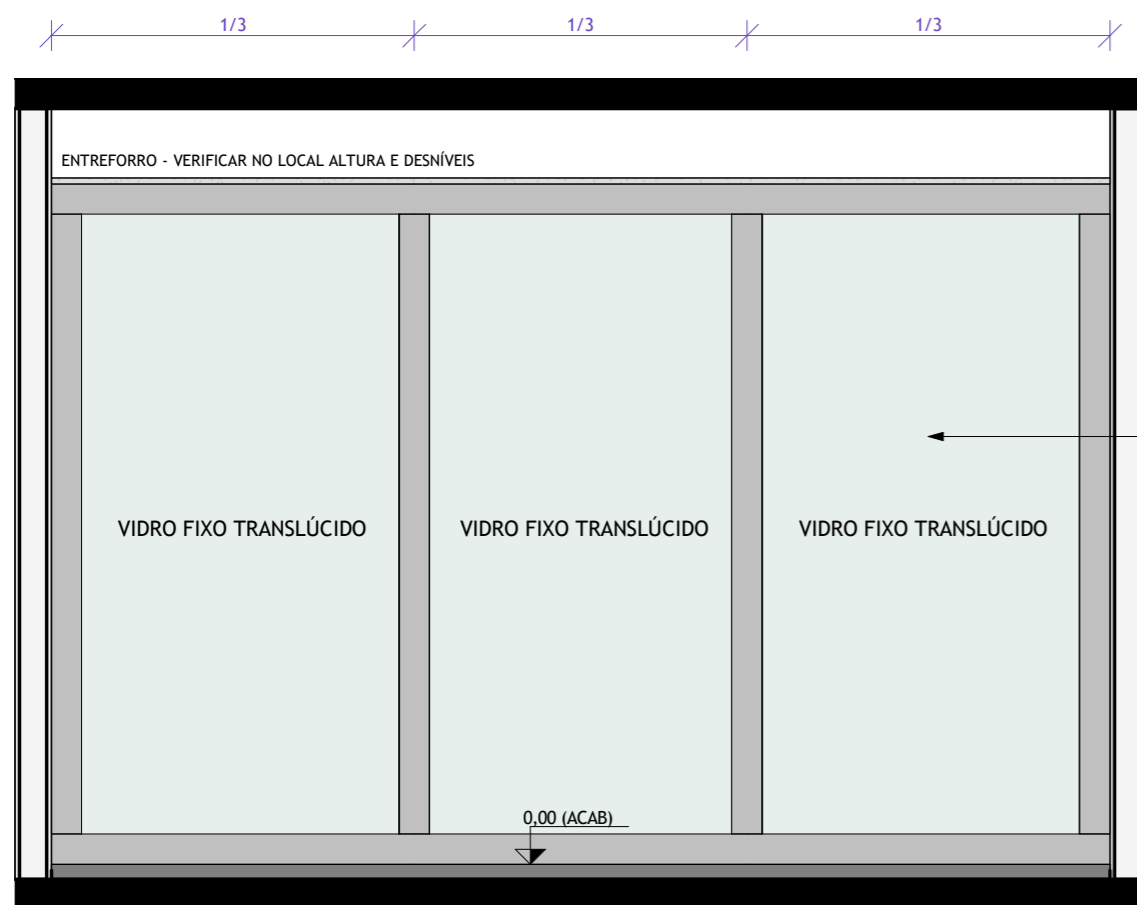 1/3
1/3
1/3
ENTREFORRO - VERIFICAR NO LOCAL ALTURA E DESNÍVEIS
VIDRO FIXO TRANSLÚCIDO
VIDRO FIXO TRANSLÚCIDO
VIDRO FIXO TRANSLÚCIDO
0,00 (ACAB)